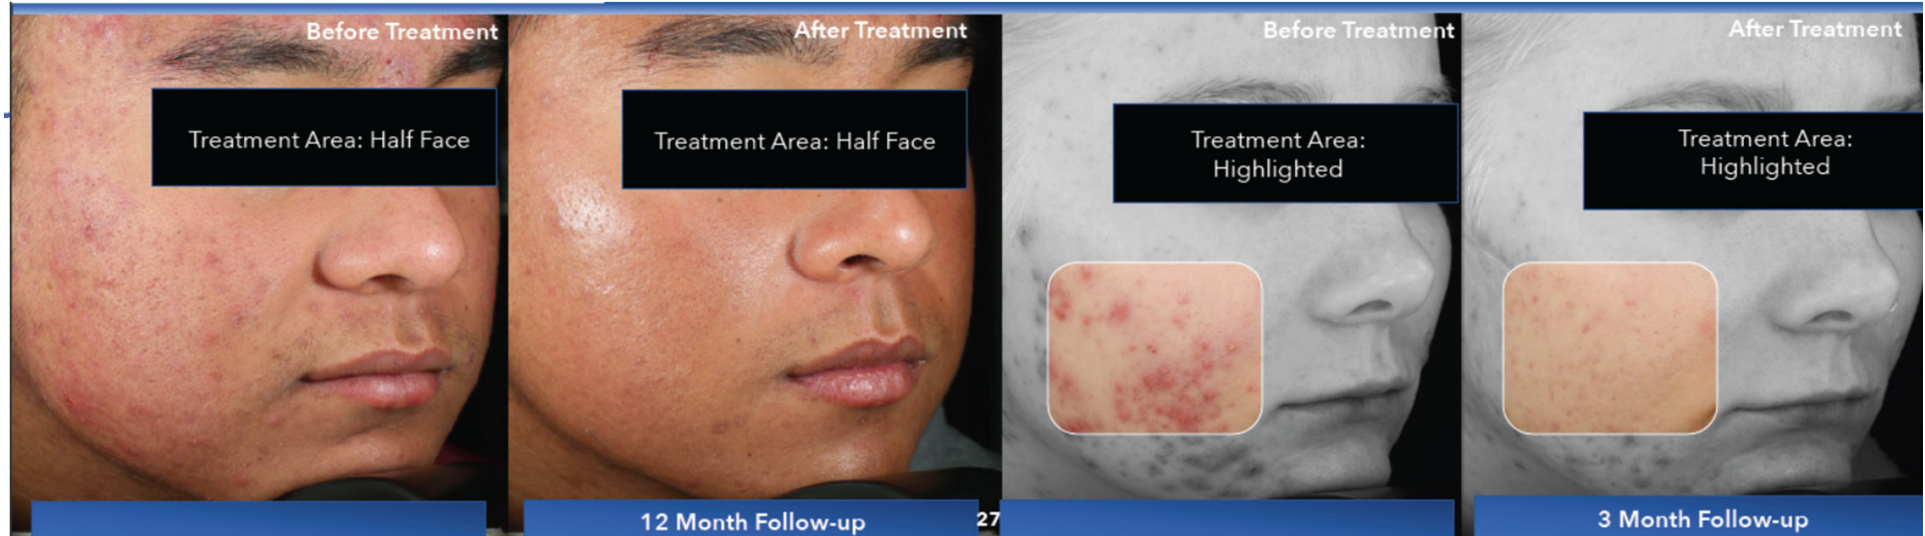 Before Treatment
Treatment Area: Half Face
After Treatment
Treatment Area: Half Face
12 Month Follow-up
27
Before Treatment
Treatment Area:
Highlighted
After Treatment
Treatment Area:
Highlighted
3 Month Follow-up